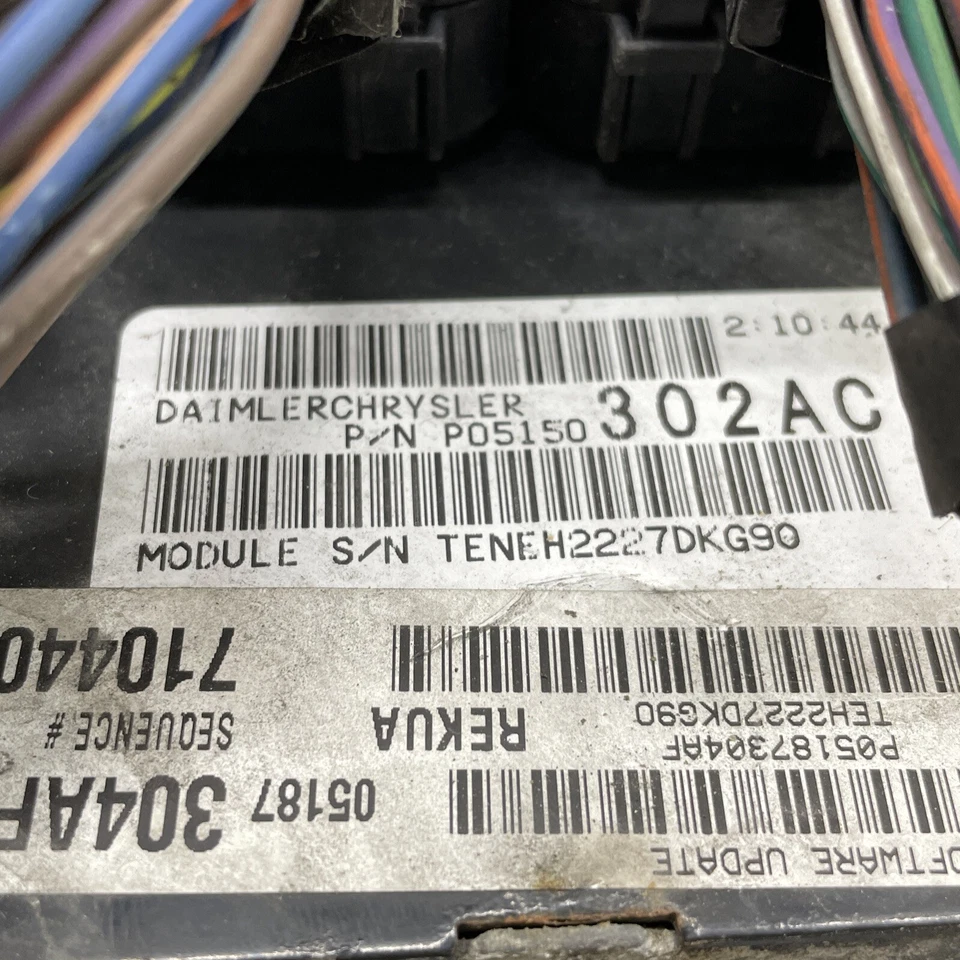 2:10:44
DAIMLERCHRYSLER
P/N P05150 302AC
MODULE S/N TENEH2227DKG90
OFTWARE UPDATE
05187 304AF
P05187304AF
TEH2227DKG90
REKUA
SEQUENCE #
710440